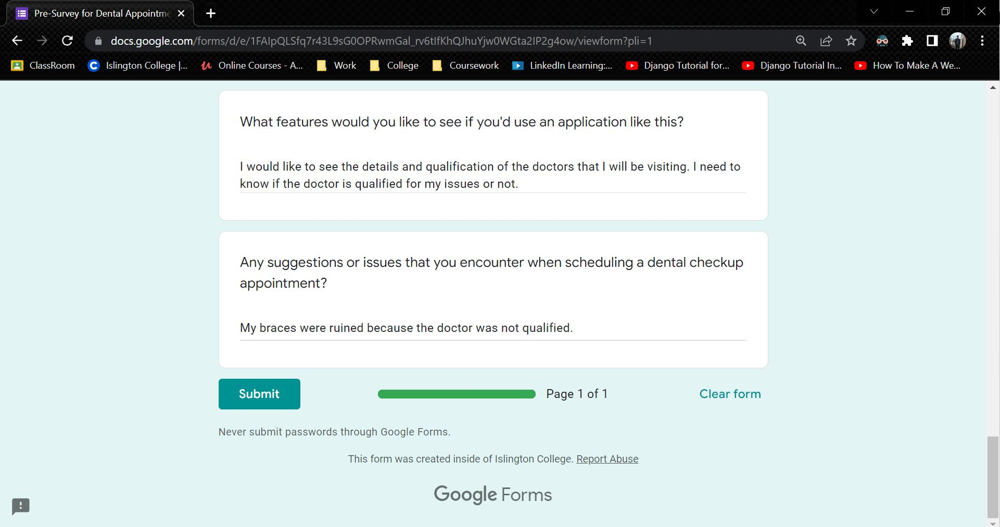 Pre-Survey for Dental Appointme
docs.google.com/forms/d/e/1FAIpQLSfq7r43L9sG0OPRwmGal_rv6tIfKhQJhuYjw0WGta2IP2g4ow/viewform?pli=1
ClassRoom
Islington College |...
Online Courses - A...
Work
College
Coursework
LinkedIn Learning:...
Django Tutorial for...
Django Tutorial In...
How To Make A We...
What features would you like to see if you'd use an application like this?
I would like to see the details and qualification of the doctors that I will be visiting. I need to
know if the doctor is qualified for my issues or not.
Any suggestions or issues that you encounter when scheduling a dental checkup
appointment?
My braces were ruined because the doctor was not qualified.
Submit
Page 1 of 1
Clear form
Never submit passwords through Google Forms.
This form was created inside of Islington College. Report Abuse
Google Forms